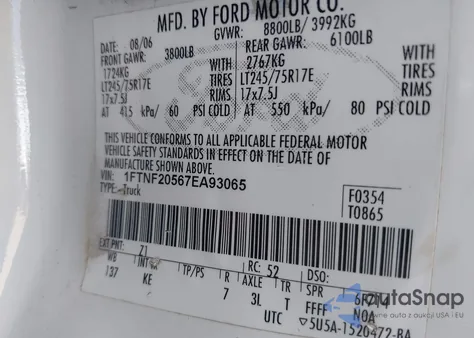 MFD. BY FORD MOTOR CO.
DATE: 08/06 GVWR: 8800LB/ 3992KG
FRONT GAWR: 3800LB REAR GAWR: 6100LB
1724KG WITH 2767KG WITH
LT245/75R17E TIRES LT245/75R17E TIRES
17x7.5J RIMS 17x7.5J RIMS
AT 415 kPa/ 60 PSI COLD AT 550 kPa/ 80 PSI COLD
THIS VEHICLE CONFORMS TO ALL APPLICABLE FEDERAL MOTOR
VEHICLE SAFETY STANDARDS IN EFFECT ON THE DATE OF
MANUFACTURE SHOWN ABOVE.
VIN: 1FTNF20567EA93065
TYPE: Truck
F0354
T0865
EXT PNT: Z1 RC: 52 DSO:
WB INT TP/PS R AXLE TR SPR
137 KE 7 3L T FFFF
UTC ▽5U5A-1520472-BA
autoSnap